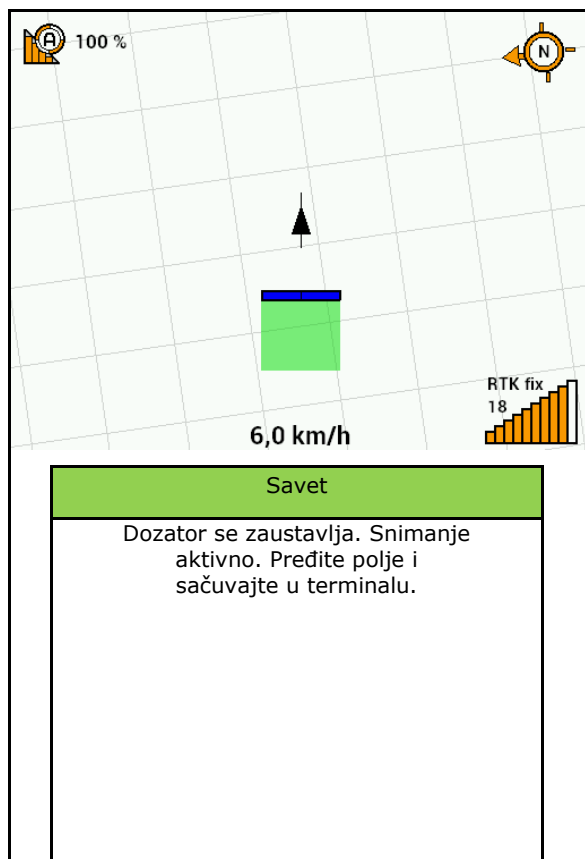 A
100 %
N
RTK fix
18
6,0 km/h
Savet
Dozator se zaustavlja. Snimanje
aktivno. Pređite polje i
sačuvajte u terminalu.